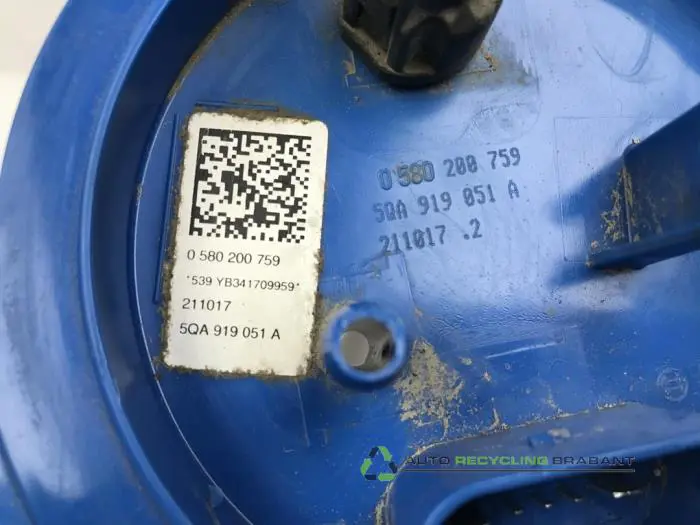 0 580 200 759
*539 YB341709959*
211017
5QA 919 051 A
0 580 200 759
5QA 919 051 A
211017 .2
AUTO RECYCLING BRABANT